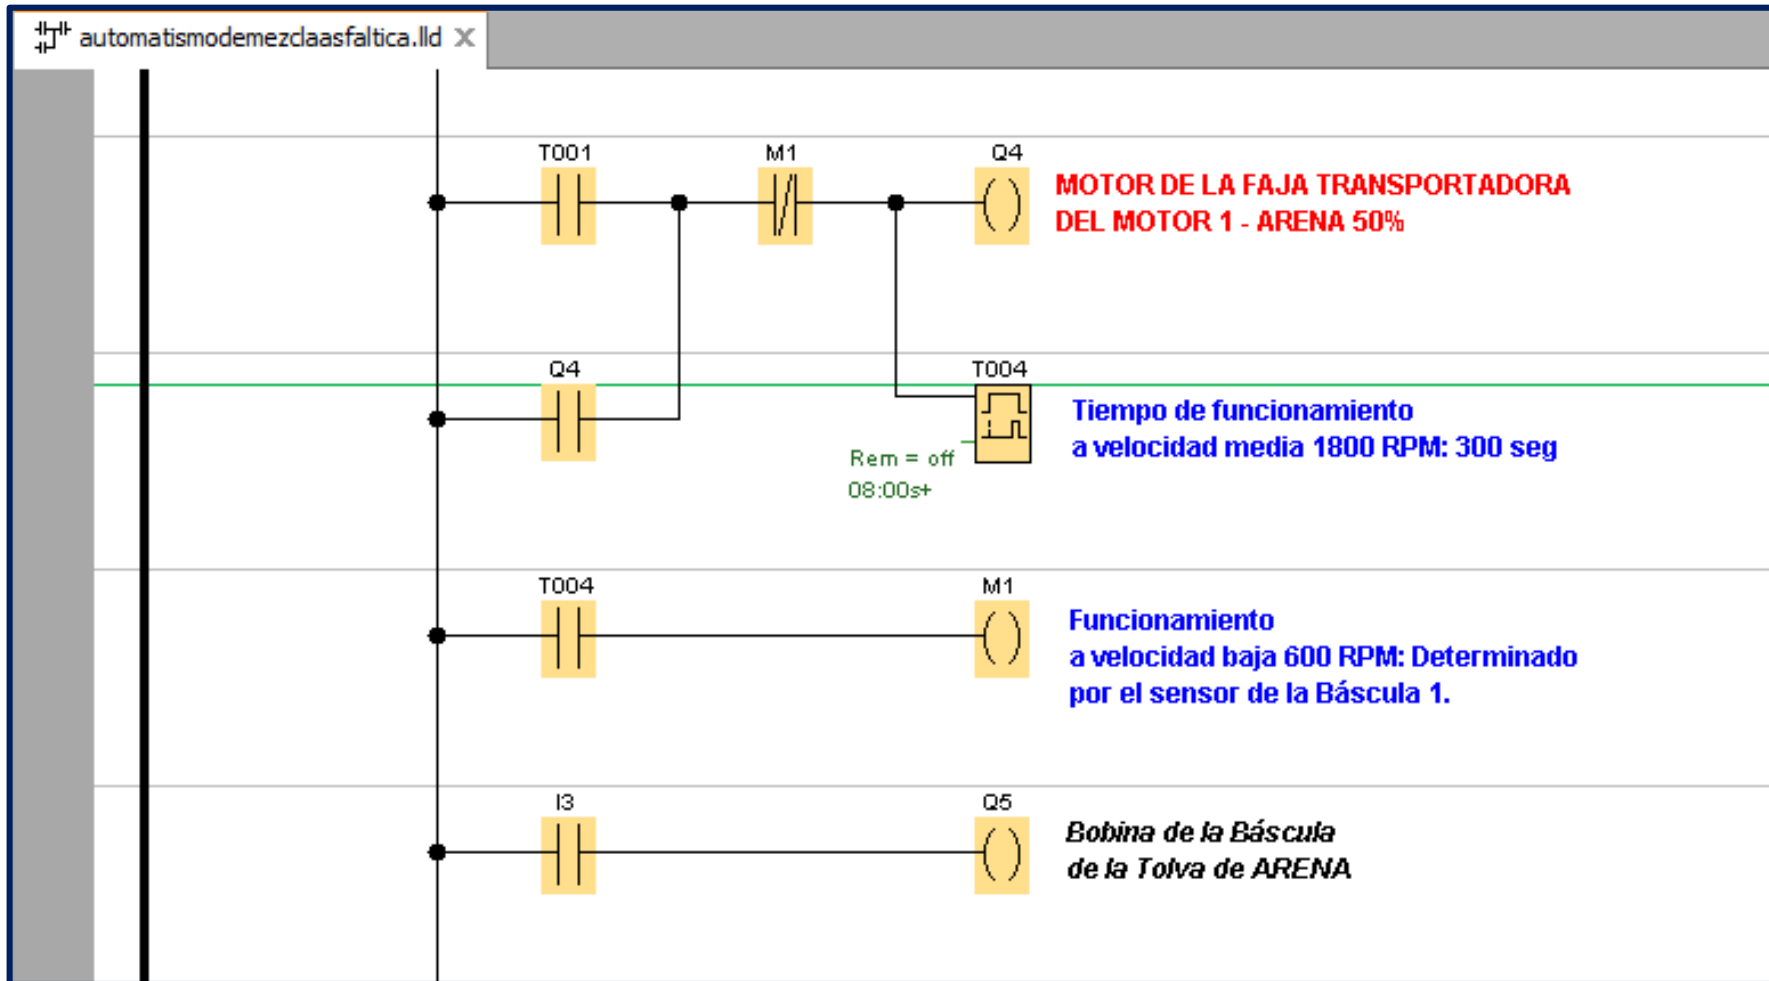 automatismodemezclaasfaltica.lld
T001
M1
Q4
MOTOR DE LA FAJA TRANSPORTADORA
DEL MOTOR 1 - ARENA 50%
Q4
T004
Rem = off
08:00s+
Tiempo de funcionamiento
a velocidad media 1800 RPM: 300 seg
T004
M1
Funcionamiento
a velocidad baja 600 RPM: Determinado
por el sensor de la Báscula 1.
I3
Q5
Bobina de la Báscula
de la Tolva de ARENA